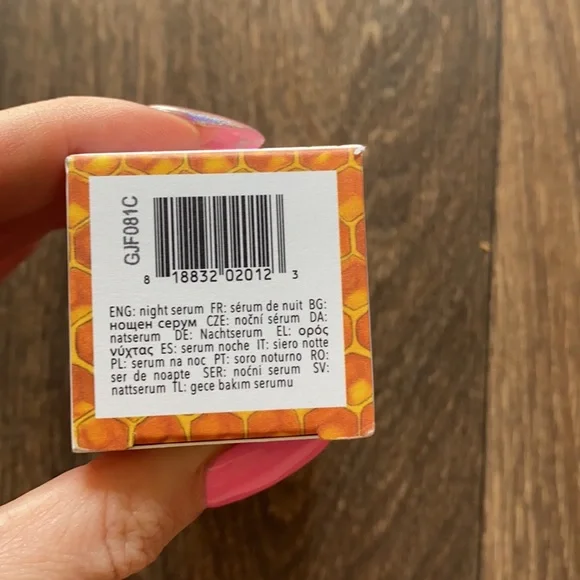 GJF081C
8 18832 02012 3
ENG: night serum FR: sérum de nuit BG:
нощен серум CZE: noční sérum DA:
natserum DE: Nachtserum EL: ορός
νύχτας ES: serum noche IT: siero notte
PL: serum na noc PT: soro noturno RO:
ser de noapte SER: noćni serum SV:
nattserum TL: gece bakım serumu